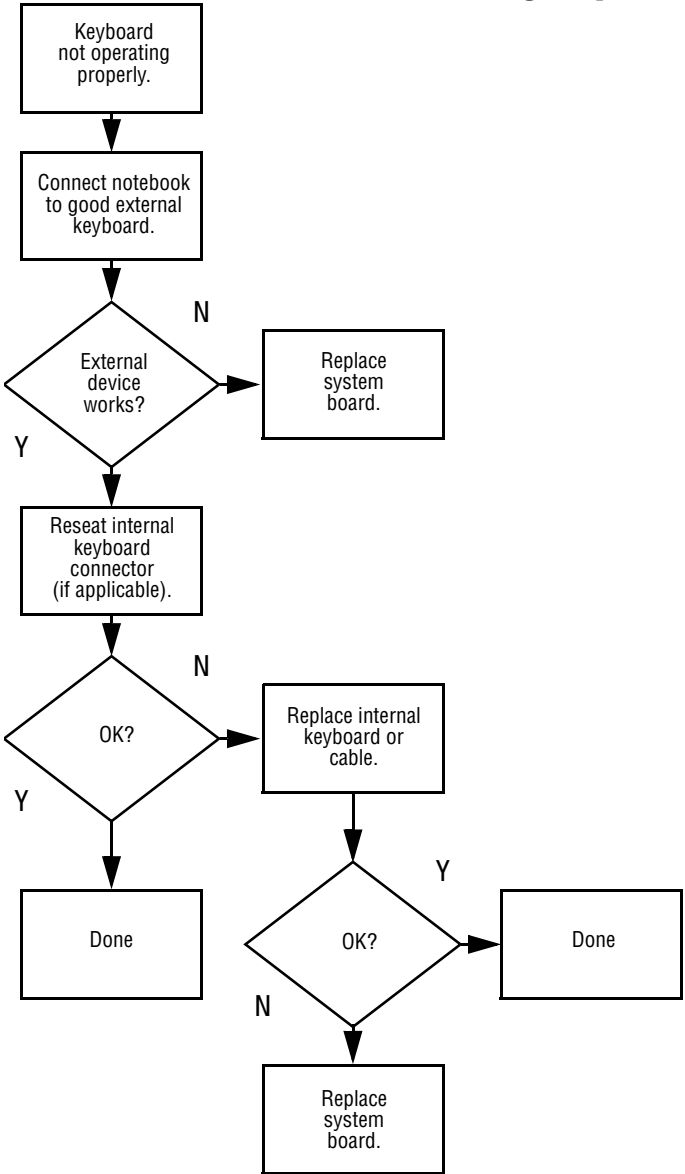 Keyboard
not operating
properly.
Connect notebook
to good external
keyboard.
N
External
device
works?
Replace
system
board.
Y
Reseat internal
keyboard
connector
(if applicable).
N
OK?
Replace internal
keyboard or
cable.
Y
Y
Done
OK?
Done
N
Replace
system
board.